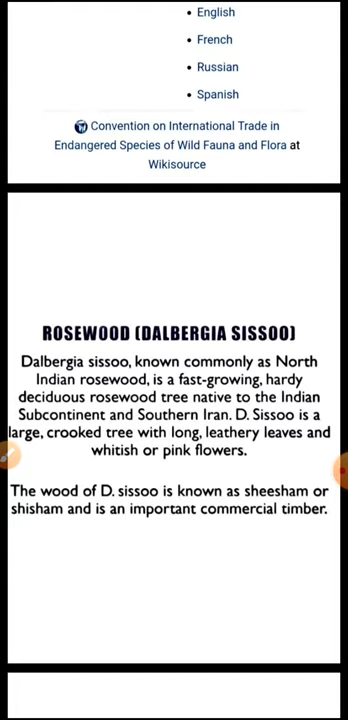 English
French
Russian
Spanish
Convention on International Trade in
Endangered Species of Wild Fauna and Flora at
Wikisource
ROSEWOOD (DALBERGIA SISSOO)
Dalbergia sissoo, known commonly as North
Indian rosewood, is a fast-growing, hardy
deciduous rosewood tree native to the Indian
Subcontinent and Southern Iran. D. Sissoo is a
large, crooked tree with long, leathery leaves and
whitish or pink flowers.
The wood of D. sissoo is known as sheesham or
shisham and is an important commercial timber.